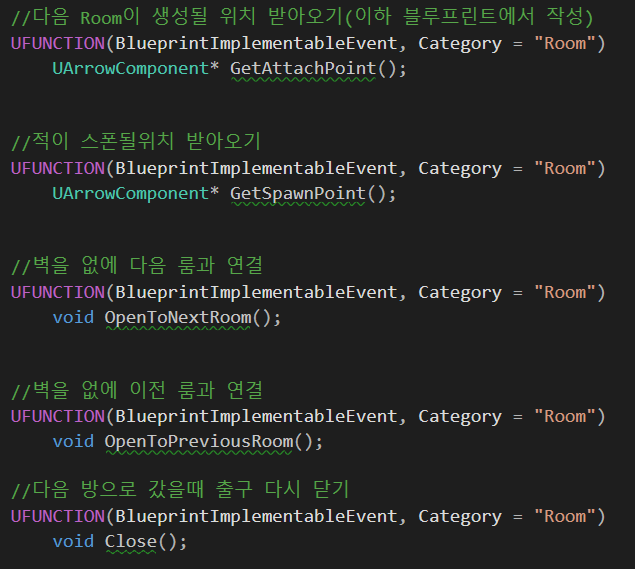 //다음 Room이 생성될 위치 받아오기(이하 블루프린트에서 작성)
UFUNCTION(BlueprintImplementableEvent, Category = "Room")
UArrowComponent* GetAttachPoint();
//적이 스폰될위치 받아오기
UFUNCTION(BlueprintImplementableEvent, Category = "Room")
UArrowComponent* GetSpawnPoint();
//벽을 없에 다음 룸과 연결
UFUNCTION(BlueprintImplementableEvent, Category = "Room")
void OpenToNextRoom();
//벽을 없에 이전 룸과 연결
UFUNCTION(BlueprintImplementableEvent, Category = "Room")
void OpenToPreviousRoom();
//다음 방으로 갔을때 출구 다시 닫기
UFUNCTION(BlueprintImplementableEvent, Category = "Room")
void Close();